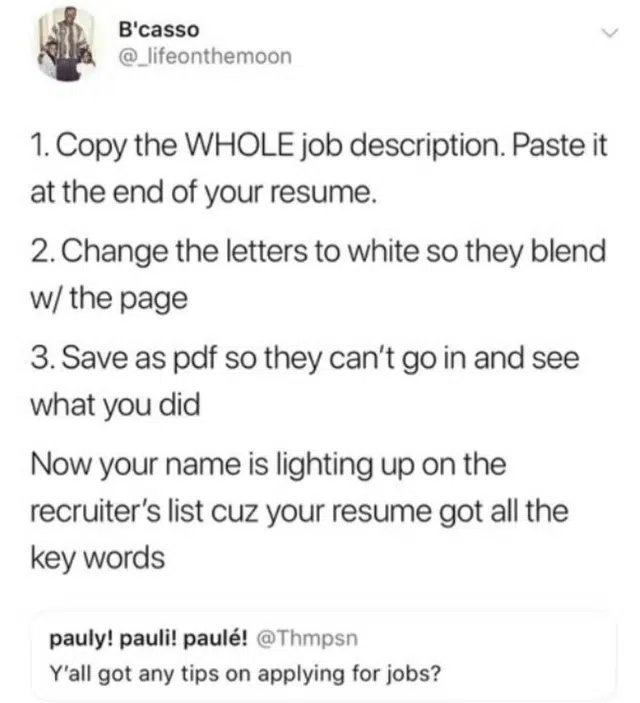 B'casso
@_lifeonthemoon
1. Copy the WHOLE job description. Paste it
at the end of your resume.
2. Change the letters to white so they blend
w/ the page
3. Save as pdf so they can't go in and see
what you did
Now your name is lighting up on the
recruiter's list cuz your resume got all the
key words
pauly! pauli! paulé! @Thmpsn
Y'all got any tips on applying for jobs?